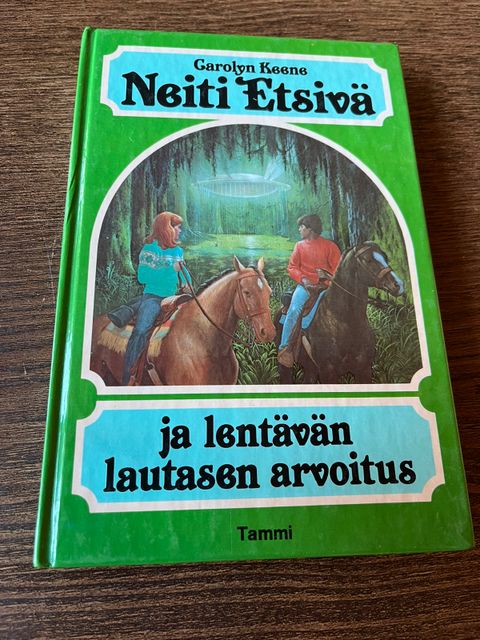 Carolyn Keene
Neiti Etsivä
ja lentävän
lautasen arvoitus
Tammi